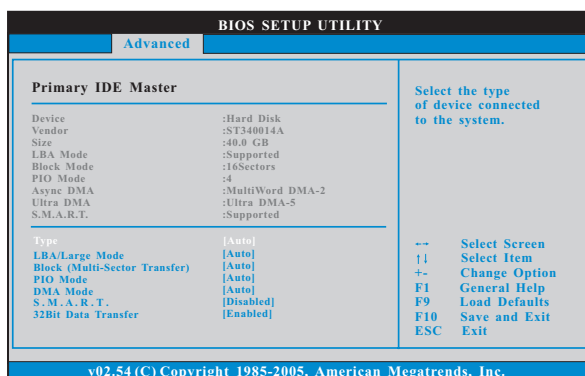 BIOS SETUP UTILITY
Advanced
Primary IDE Master
Device :Hard Disk
Vendor :ST340014A
Size :40.0 GB
LBA Mode :Supported
Block Mode :16Sectors
PIO Mode :4
Async DMA :MultiWord DMA-2
Ultra DMA :Ultra DMA-5
S.M.A.R.T. :Supported
Type [Auto]
LBA/Large Mode [Auto]
Block (Multi-Sector Transfer) [Auto]
PIO Mode [Auto]
DMA Mode [Auto]
S.M.A.R.T. [Disabled]
32Bit Data Transfer [Enabled]
Select the type
of device connected
to the system.
←→ Select Screen
↑↓ Select Item
+- Change Option
F1 General Help
F9 Load Defaults
F10 Save and Exit
ESC Exit
v02.54 (C) Copyright 1985-2005, American Megatrends, Inc.